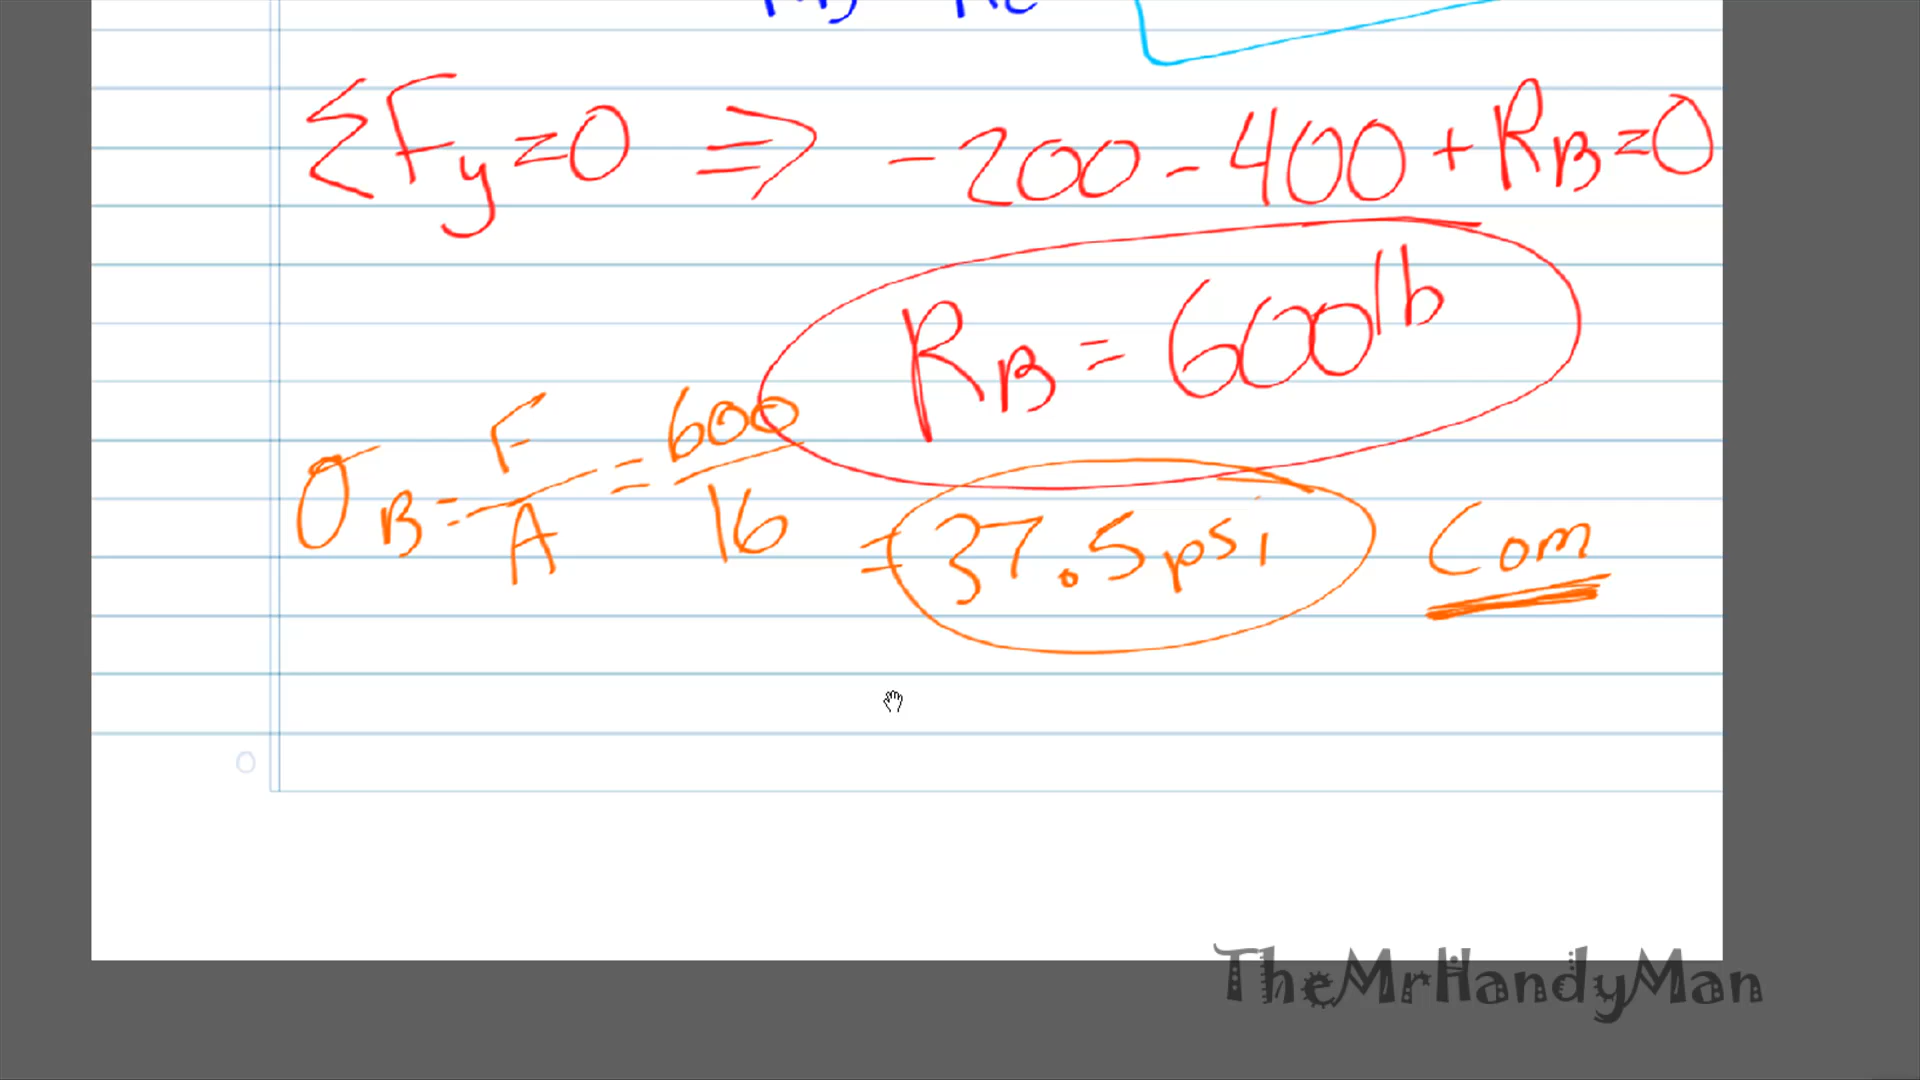 ΣFy=0 ⇒ -200-400+RB=0
RB=600lb
σB=F/A=600/16=37.5psi Com
TheMrHandyMan